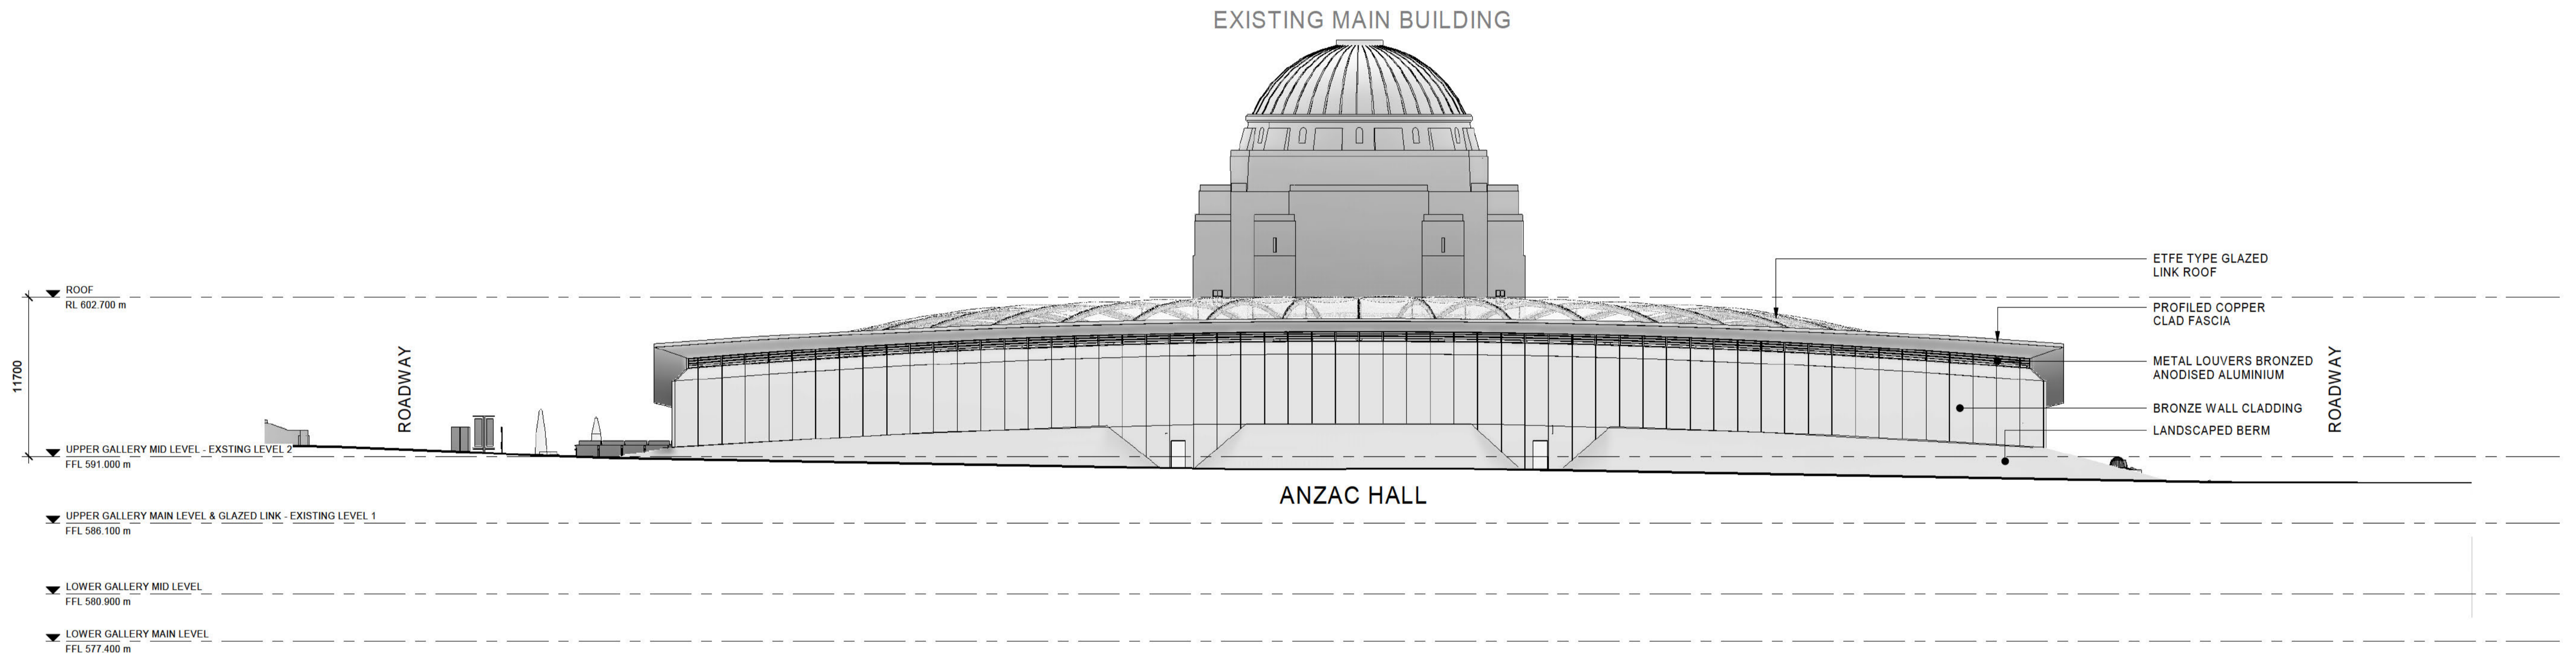 EXISTING MAIN BUILDING
ROOF
RL 602.700 m
ETFE TYPE GLAZED
LINK ROOF
PROFILED COPPER
CLAD FASCIA
METAL LOUVERS BRONZED
ANODISED ALUMINIUM
BRONZE WALL CLADDING
LANDSCAPED BERM
ROADWAY
ROADWAY
11700
UPPER GALLERY MID LEVEL - EXSTING LEVEL 2
FFL 591.000 m
ANZAC HALL
UPPER GALLERY MAIN LEVEL & GLAZED LINK - EXISTING LEVEL 1
FFL 586.100 m
LOWER GALLERY MID LEVEL
FFL 580.900 m
LOWER GALLERY MAIN LEVEL
FFL 577.400 m